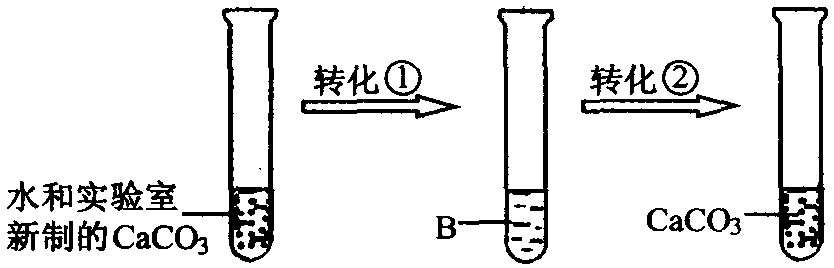 转化①
转化②
水和实验室
新制的CaCO₃
B
CaCO₃